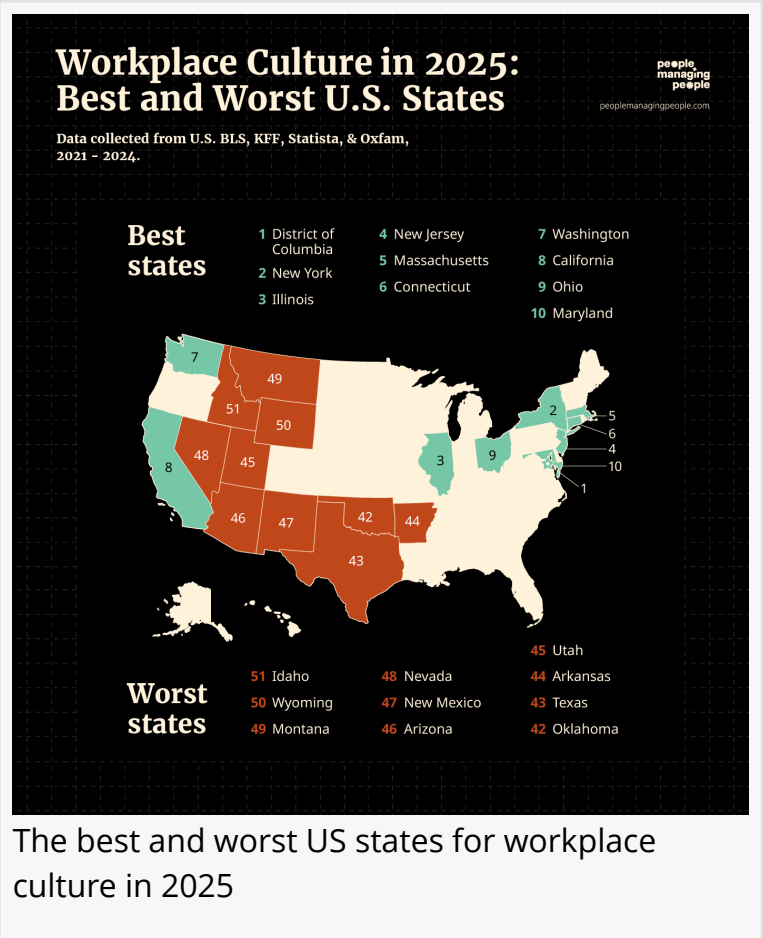 Workplace Culture in 2025:
Best and Worst U.S. States
people
managing
people
peoplemanagingpeople.com
Data collected from U.S. BLS, KFF, Statista, & Oxfam,
2021 - 2024.
Best
states
1 District of
Columbia
2 New York
3 Illinois
4 New Jersey
5 Massachusetts
6 Connecticut
7 Washington
8 California
9 Ohio
10 Maryland
7
49
51
50
2
5
6
48
45
3
9
4
8
10
1
46
47
42
44
43
Worst
states
51 Idaho
50 Wyoming
49 Montana
48 Nevada
47 New Mexico
46 Arizona
45 Utah
44 Arkansas
43 Texas
42 Oklahoma
The best and worst US states for workplace
culture in 2025